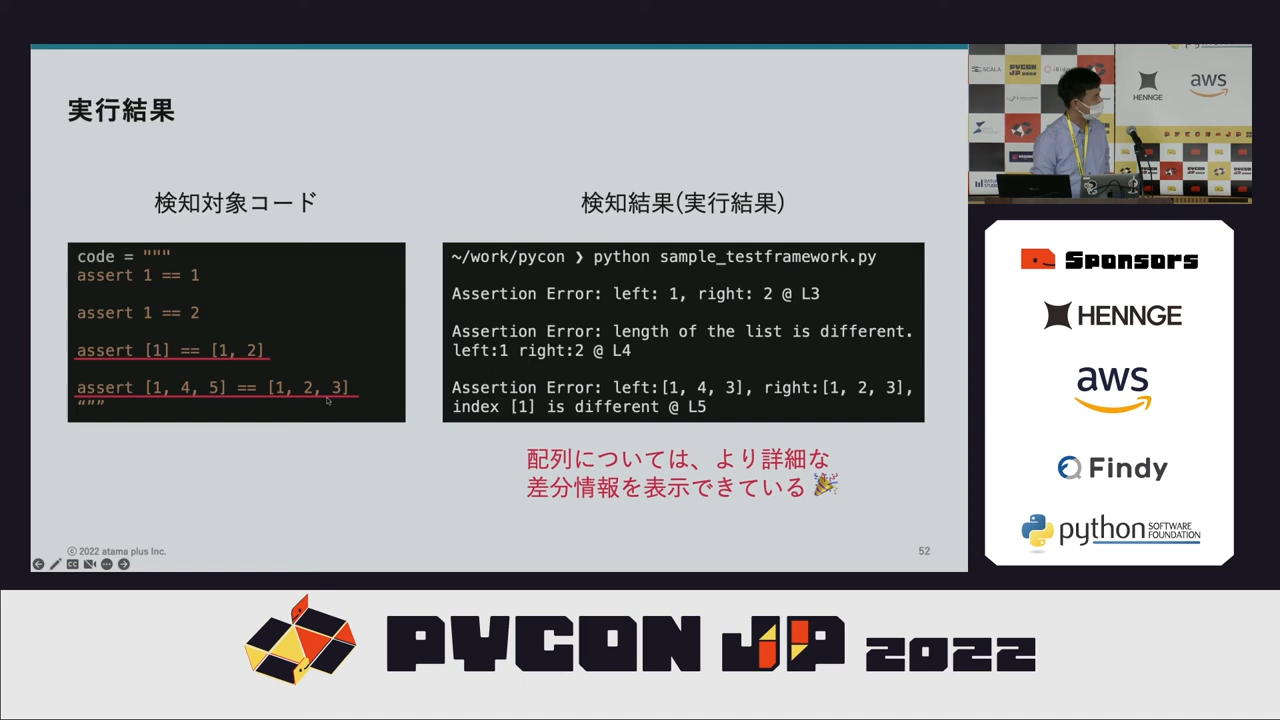 実行結果
検知対象コード
code = """
assert 1 == 1
assert 1 == 2
assert [1] == [1, 2]
assert [1, 4, 5] == [1, 2, 3]
"""
検知結果(実行結果)
~/work/pycon ❯ python sample_testframework.py
Assertion Error: left: 1, right: 2 @ L3
Assertion Error: length of the list is different.
left:1 right:2 @ L4
Assertion Error: left:[1, 4, 3], right:[1, 2, 3],
index [1] is different @ L5
配列については、より詳細な
差分情報を表示できている 🎉
© 2022 atama plus Inc.
52
SCALA
PYCON
JP 2022
HENNGE
aws
Sponsors
HENNGE
aws
Findy
python SOFTWARE
FOUNDATION
PYCON JP 2022